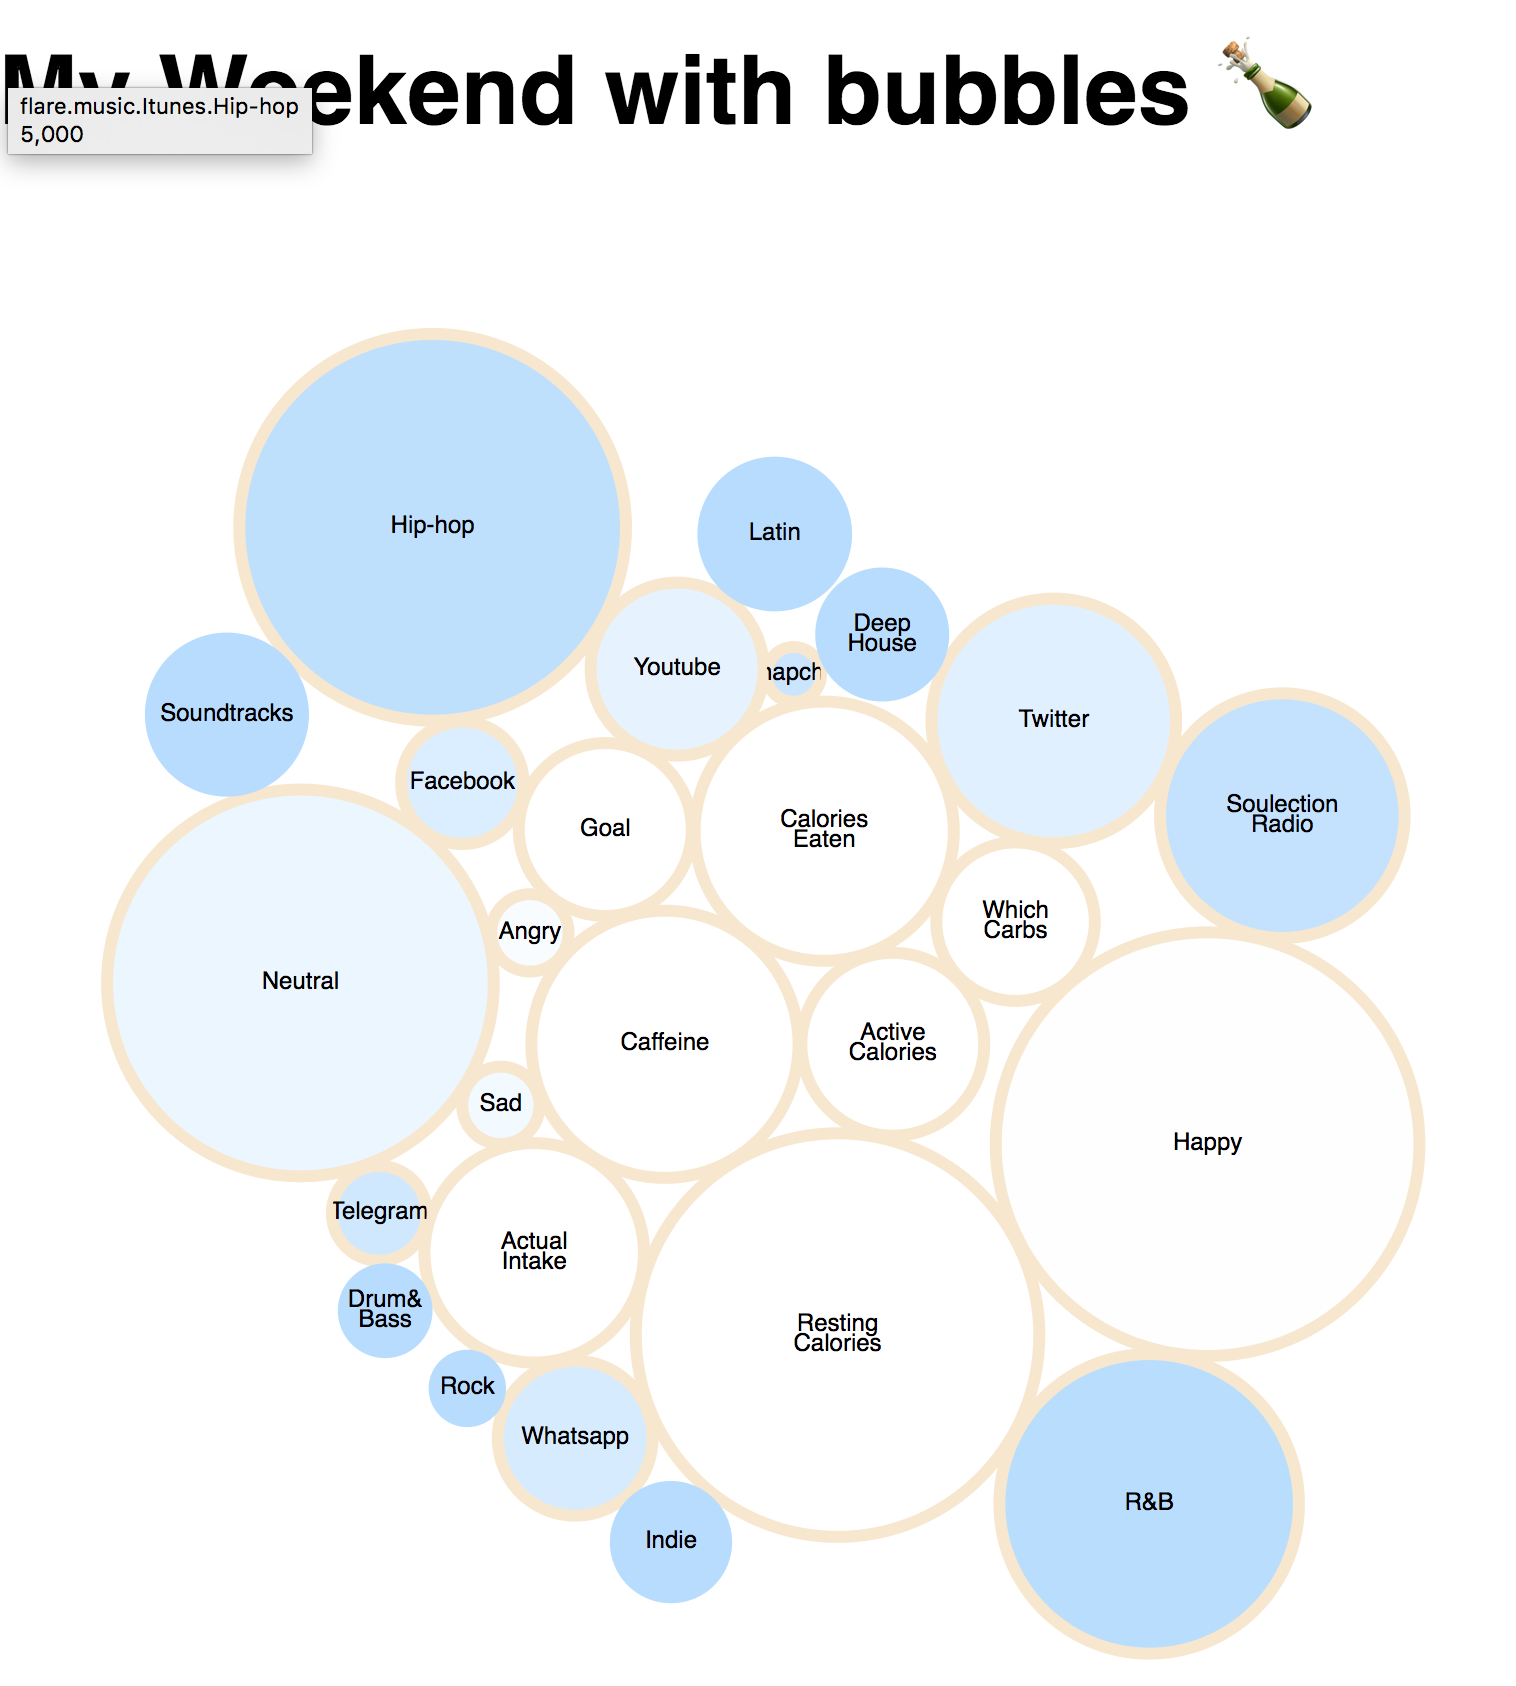 My Weekend with bubbles
flare.music.Itunes.Hip-hop
5,000
Hip-hop
Latin
Deep
House
Youtube
napch
Twitter
Soundtracks
Facebook
Goal
Calories
Eaten
Soulection
Radio
Which
Carbs
Angry
Neutral
Caffeine
Active
Calories
Sad
Happy
Telegram
Actual
Intake
Drum&
Bass
Resting
Calories
Rock
Whatsapp
R&B
Indie